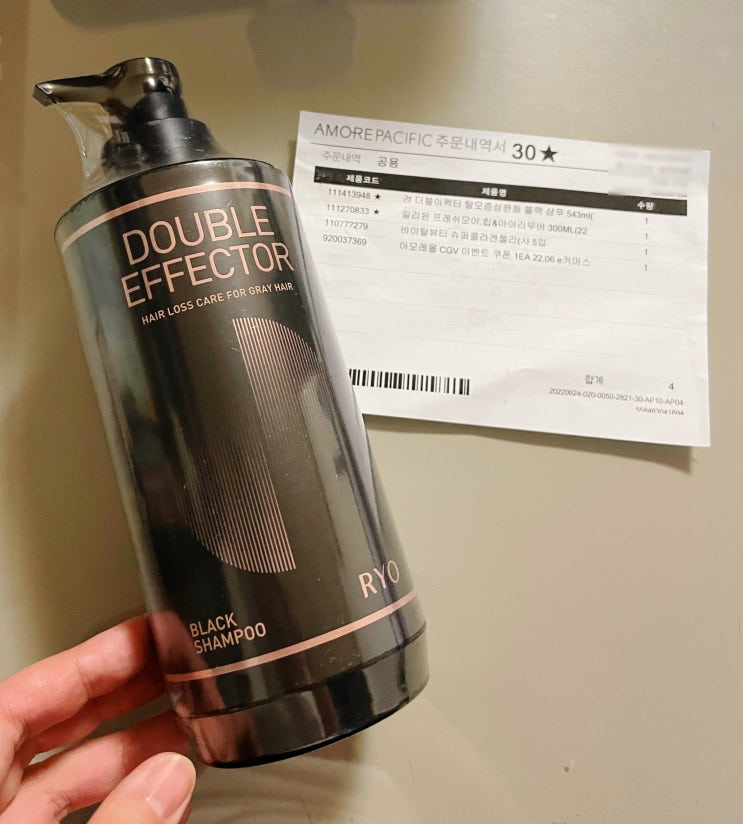 DOUBLE
EFFECTOR
HAIR LOSS CARE FOR GRAY HAIR
RYO
BLACK
SHAMPOO
AMOREPACIFIC 주문내역서 30★
주문내역 공용
제품코드 제품명 수량
111413948 ★ 려 더블이펙터 탈모증상완화 블랙 샴푸 543ml( 1
111270833 ★ 일리윤 프레쉬모어.립&아이리무버 300ML(22 1
110777279 바이탈뷰티 슈퍼콜라겐젤리(사 5입 1
920037369 아모레몰 CGV 이벤트 쿠폰 1EA 22.06 e커머스 1
합계 4
20220624-020-0050-2821-30-AP10-AP04